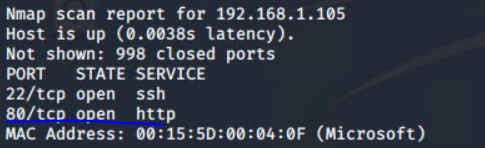 Nmap scan report for 192.168.1.105
Host is up (0.0038s latency).
Not shown: 998 closed ports
PORT   STATE SERVICE
22/tcp open  ssh
80/tcp open  http
MAC Address: 00:15:5D:00:04:0F (Microsoft)